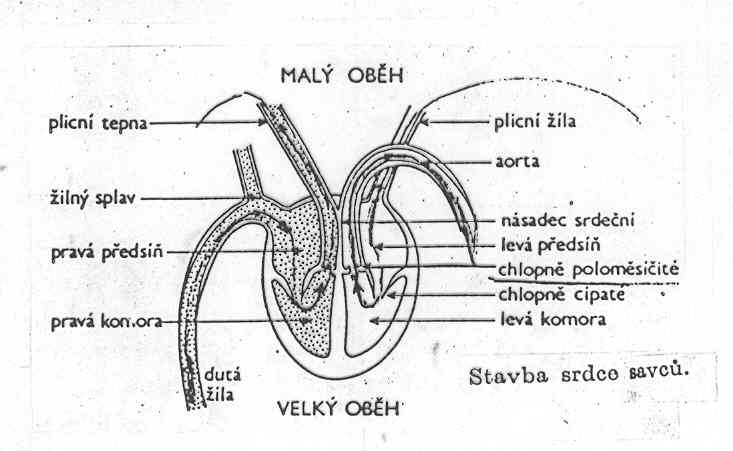 MALÝ OBĚH
plicní tepna
plicní žíla
aorta
žilný splav
násadec srdeční
levá předsíň
pravá předsíň
chlopně poloměsíčité
chlopně cípaté
pravá komora
levá komora
dutá
žíla
Stavba srdce savců.
VELKÝ OBĚH